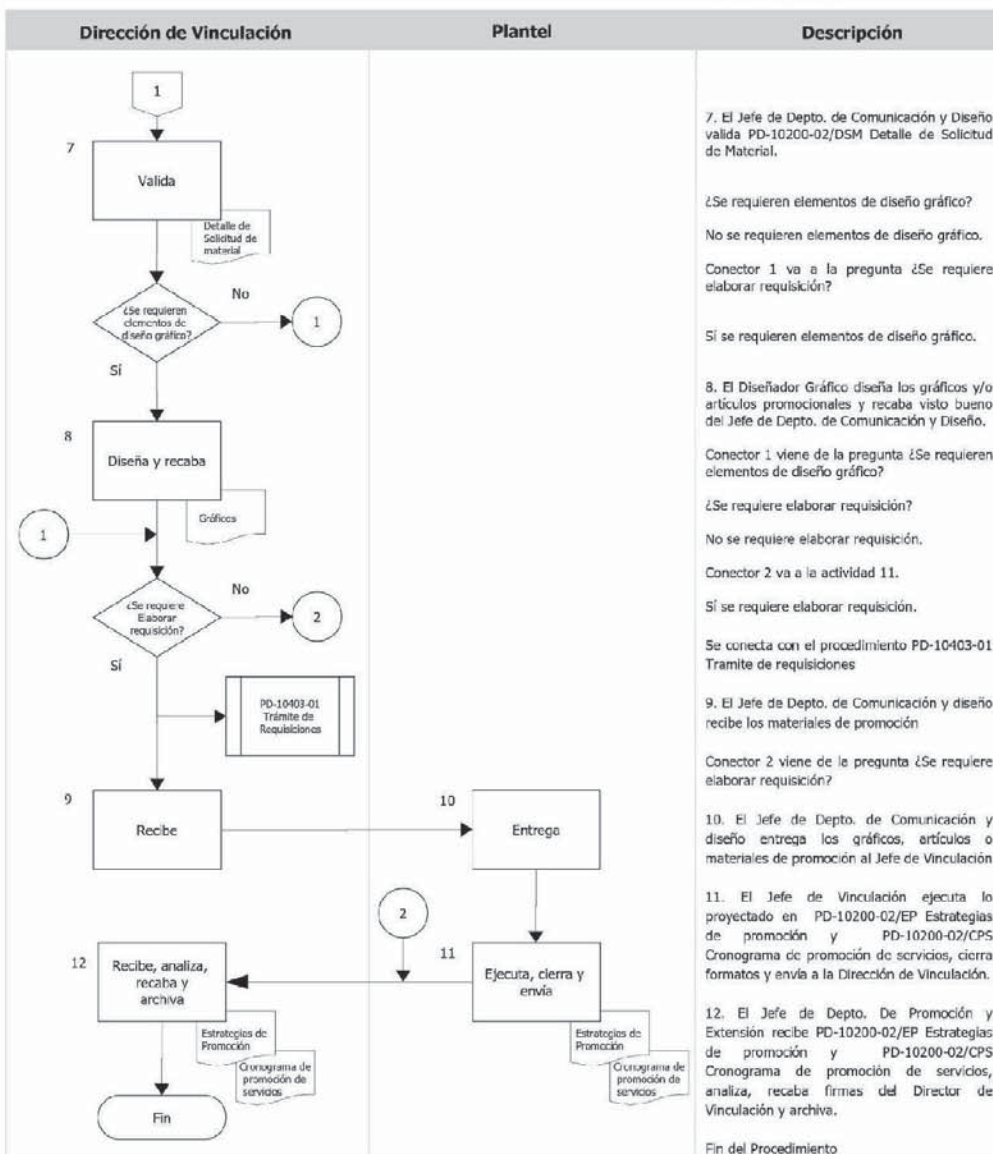 Dirección de Vinculación
Plantel
Descripción
1
7
Valida
Detalle de
Solicitud de
material
¿Se requieren
elementos de
diseño gráfico?
No
1
Sí
8
Diseña y recaba
Gráficos
1
¿Se requiere
Elaborar
requisición?
No
2
Sí
PD-10403-01
Trámite de
Requisiciones
9
Recibe
10
Entrega
2
11
Ejecuta, cierra y
envía
Estrategias de
Promoción
Cronograma de
promoción de
servicios
12
Recibe, analiza,
recaba y
archiva
Estrategias de
Promoción
Cronograma de
promoción de
servicios
Fin
7. El Jefe de Depto. de Comunicación y Diseño
valida PD-10200-02/DSM Detalle de Solicitud
de Material.
¿Se requieren elementos de diseño gráfico?
No se requieren elementos de diseño gráfico.
Conector 1 va a la pregunta ¿Se requiere
elaborar requisición?
Sí se requieren elementos de diseño gráfico.
8. El Diseñador Gráfico diseña los gráficos y/o
artículos promocionales y recaba visto bueno
del Jefe de Depto. de Comunicación y Diseño.
Conector 1 viene de la pregunta ¿Se requieren
elementos de diseño gráfico?
¿Se requiere elaborar requisición?
No se requiere elaborar requisición.
Conector 2 va a la actividad 11.
Sí se requiere elaborar requisición.
Se conecta con el procedimiento PD-10403-01
Tramite de requisiciones
9. El Jefe de Depto. de Comunicación y diseño
recibe los materiales de promoción
Conector 2 viene de la pregunta ¿Se requiere
elaborar requisición?
10. El Jefe de Depto. de Comunicación y
diseño entrega los gráficos, artículos o
materiales de promoción al Jefe de Vinculación
11. El Jefe de Vinculación ejecuta lo
proyectado en PD-10200-02/EP Estrategias
de promoción y PD-10200-02/CPS
Cronograma de promoción de servicios, cierra
formatos y envía a la Dirección de Vinculación.
12. El Jefe de Depto. De Promoción y
Extensión recibe PD-10200-02/EP Estrategias
de promoción y PD-10200-02/CPS
Cronograma de promoción de servicios,
analiza, recaba firmas del Director de
Vinculación y archiva.
Fin del Procedimiento